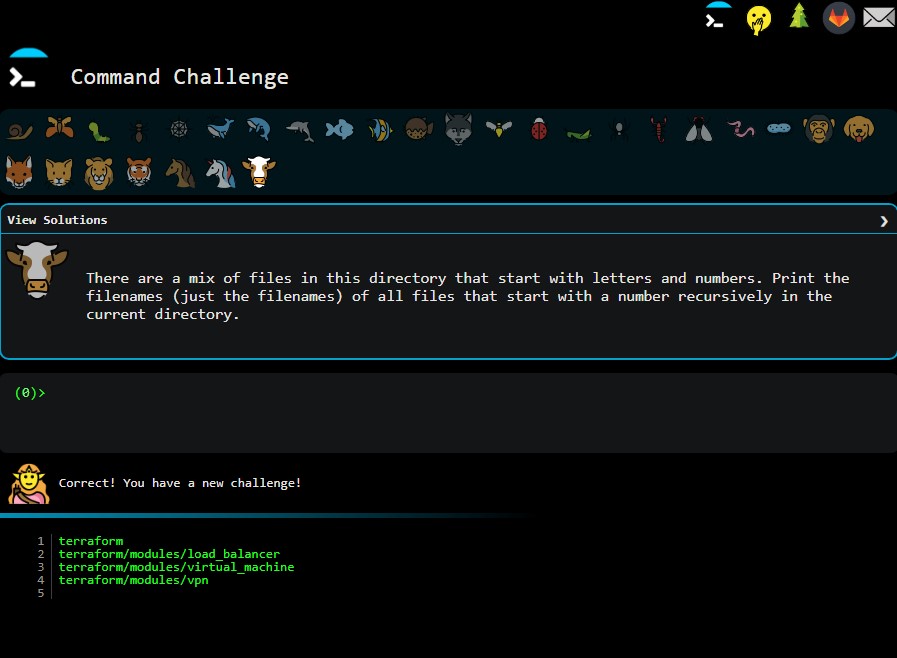 Command Challenge
View Solutions
There are a mix of files in this directory that start with letters and numbers. Print the
filenames (just the filenames) of all files that start with a number recursively in the
current directory.
(0)>
Correct! You have a new challenge!
1 terraform
2 terraform/modules/load_balancer
3 terraform/modules/virtual_machine
4 terraform/modules/vpn
5